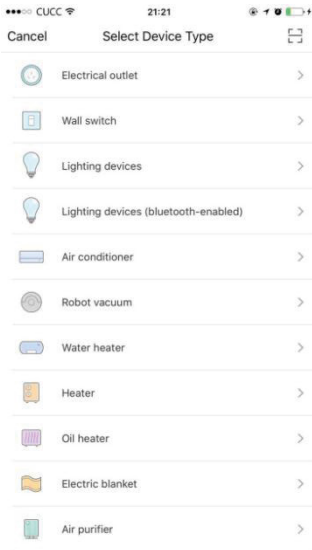 CUCC 21:21
Cancel Select Device Type
Electrical outlet
Wall switch
Lighting devices
Lighting devices (bluetooth-enabled)
Air conditioner
Robot vacuum
Water heater
Heater
Oil heater
Electric blanket
Air purifier